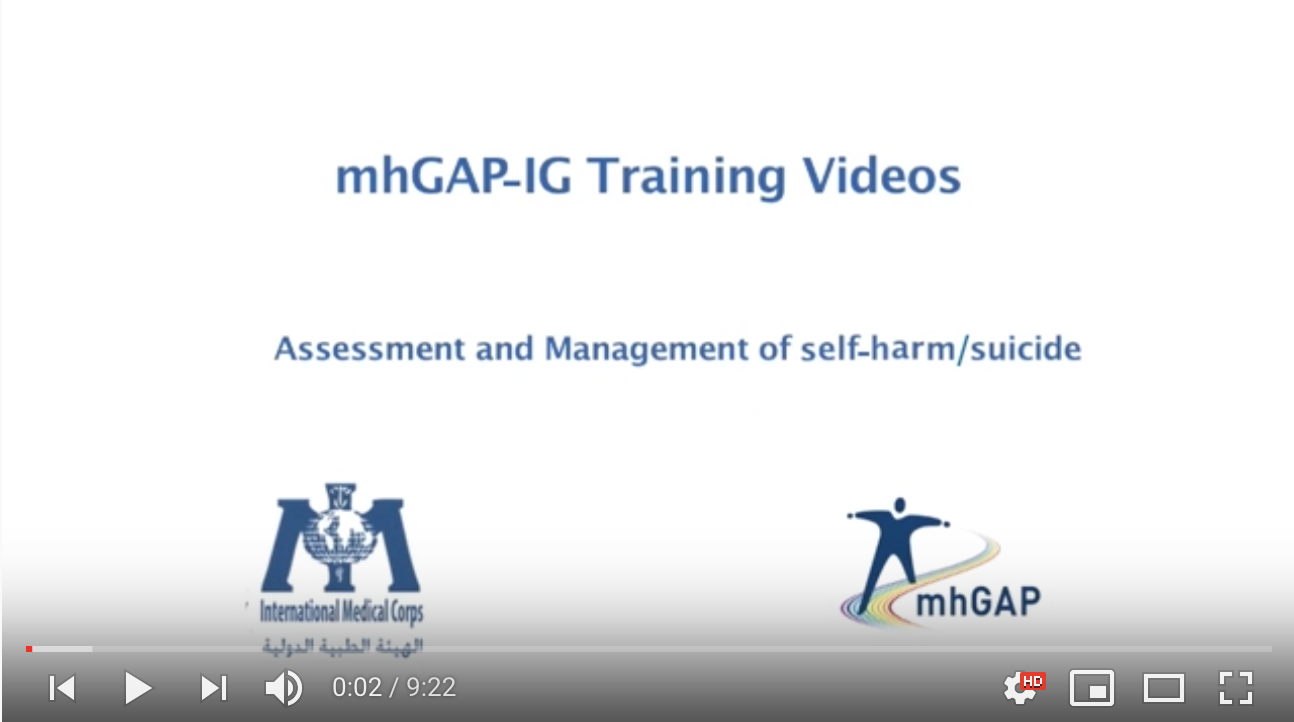 mhGAP-IG Training Videos
Assessment and Management of self-harm/suicide
International Medical Corps
الهيئة الطبية الدولية
mhGAP
0:02 / 9:22
HD